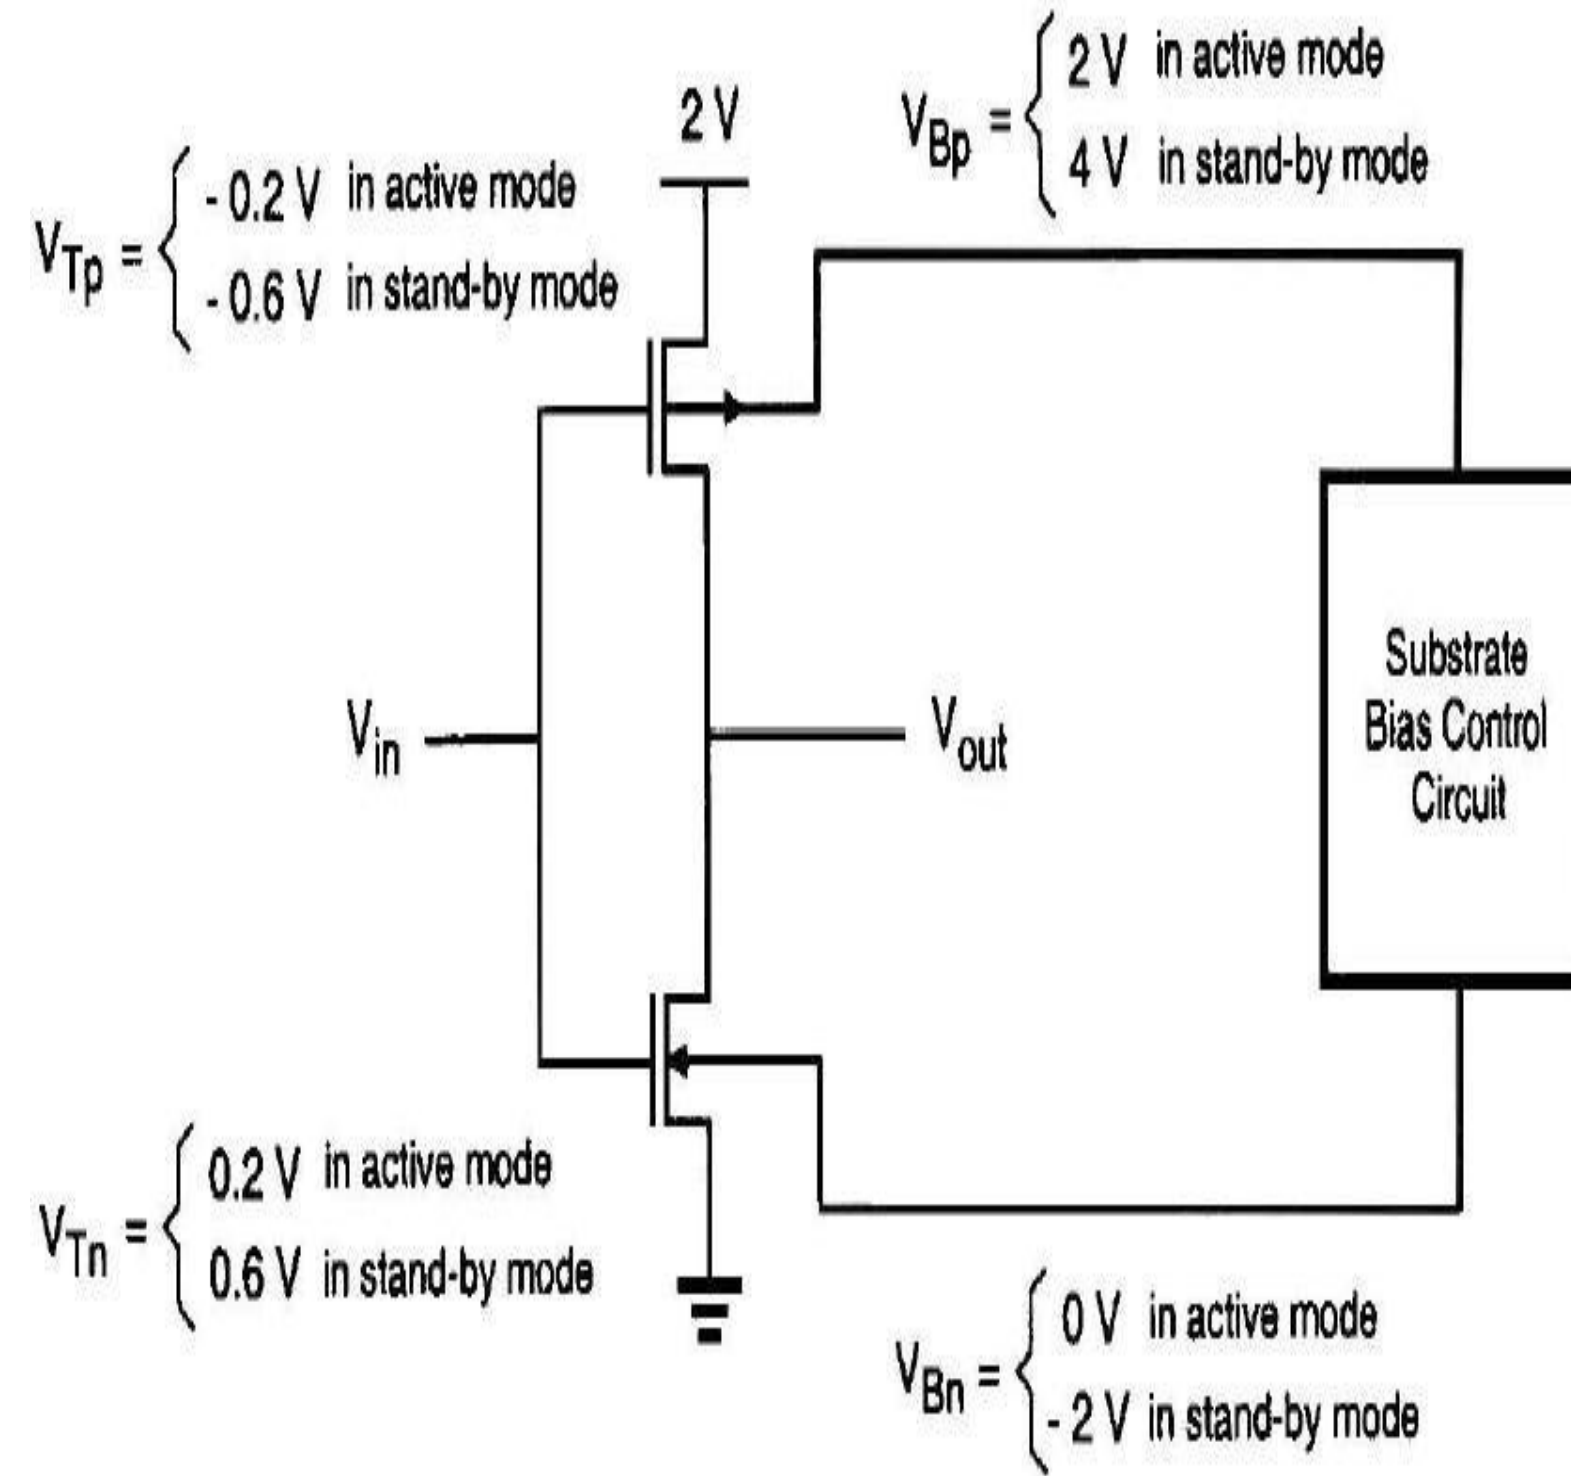 2 V
V_Bp = { 2 V in active mode
4 V in stand-by mode
V_Tp = { - 0.2 V in active mode
- 0.6 V in stand-by mode
V_in
V_out
Substrate
Bias Control
Circuit
V_Tn = { 0.2 V in active mode
0.6 V in stand-by mode
V_Bn = { 0 V in active mode
- 2 V in stand-by mode